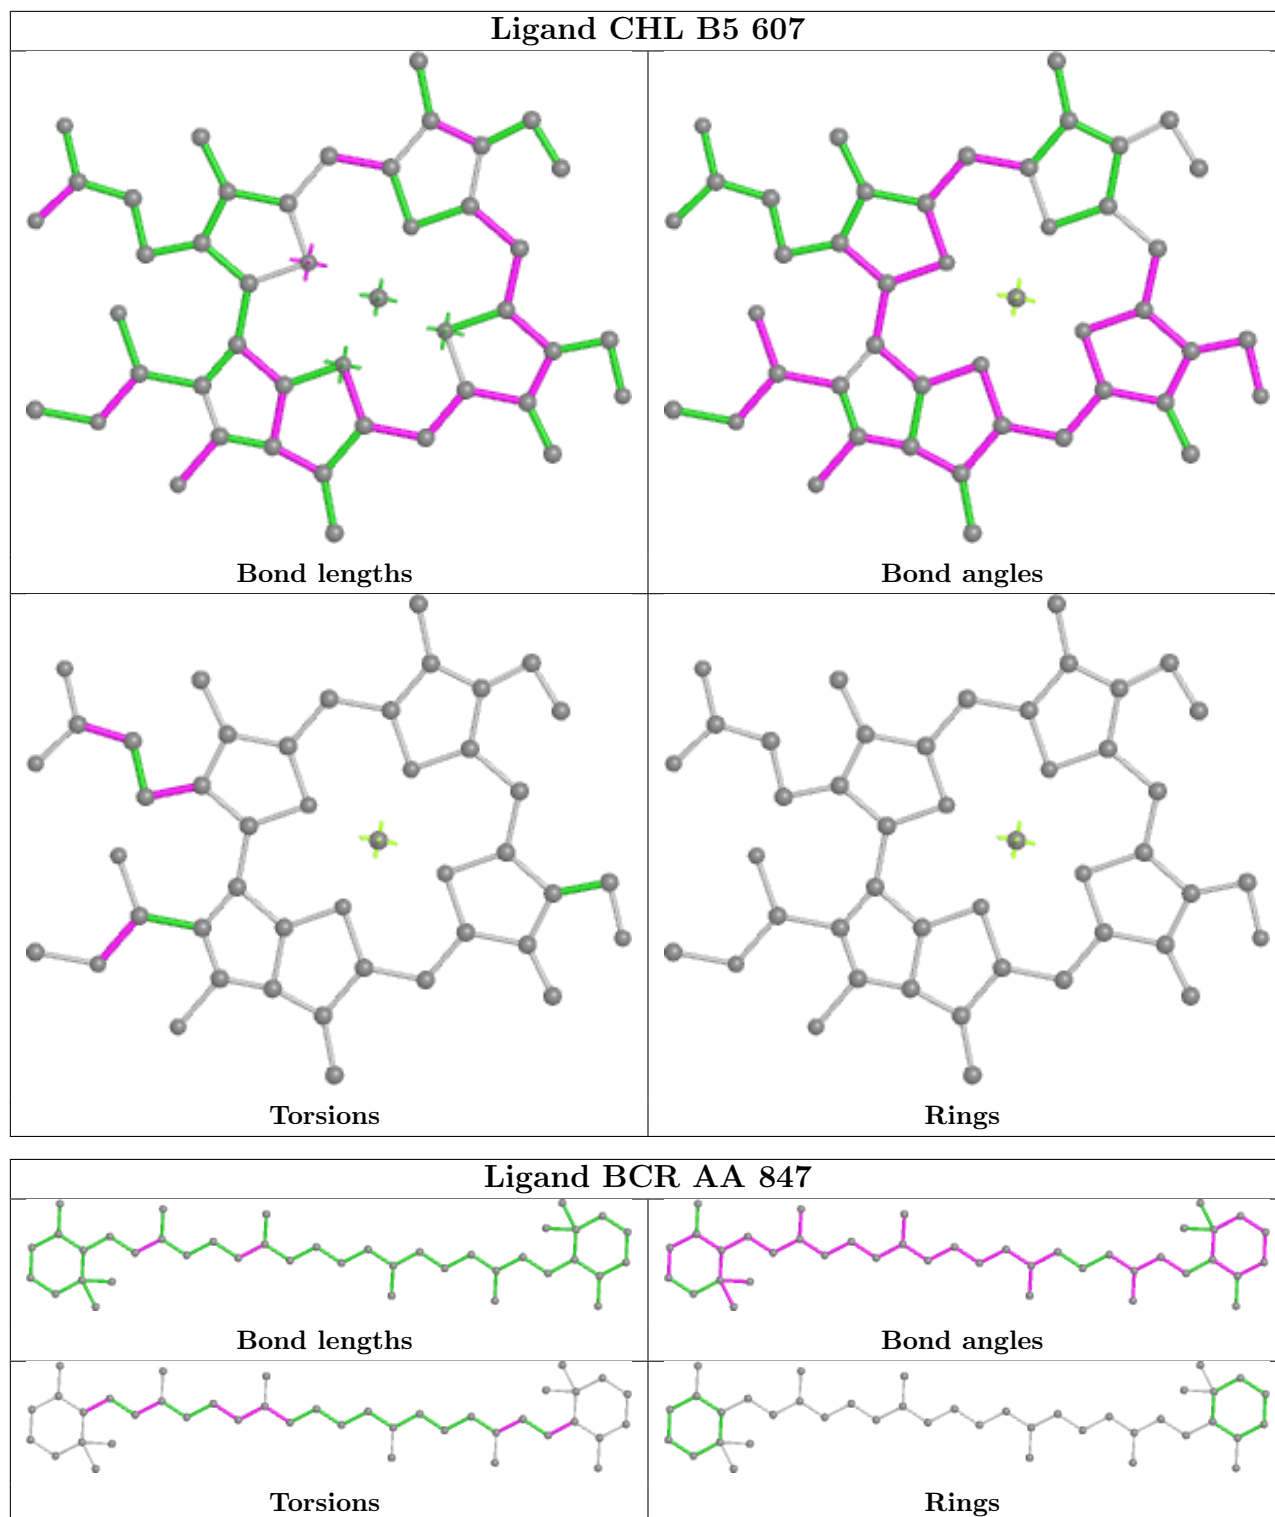 Ligand CHL B5 607
Bond lengths
Bond angles
Torsions
Rings
Ligand BCR AA 847
Bond lengths
Bond angles
Torsions
Rings